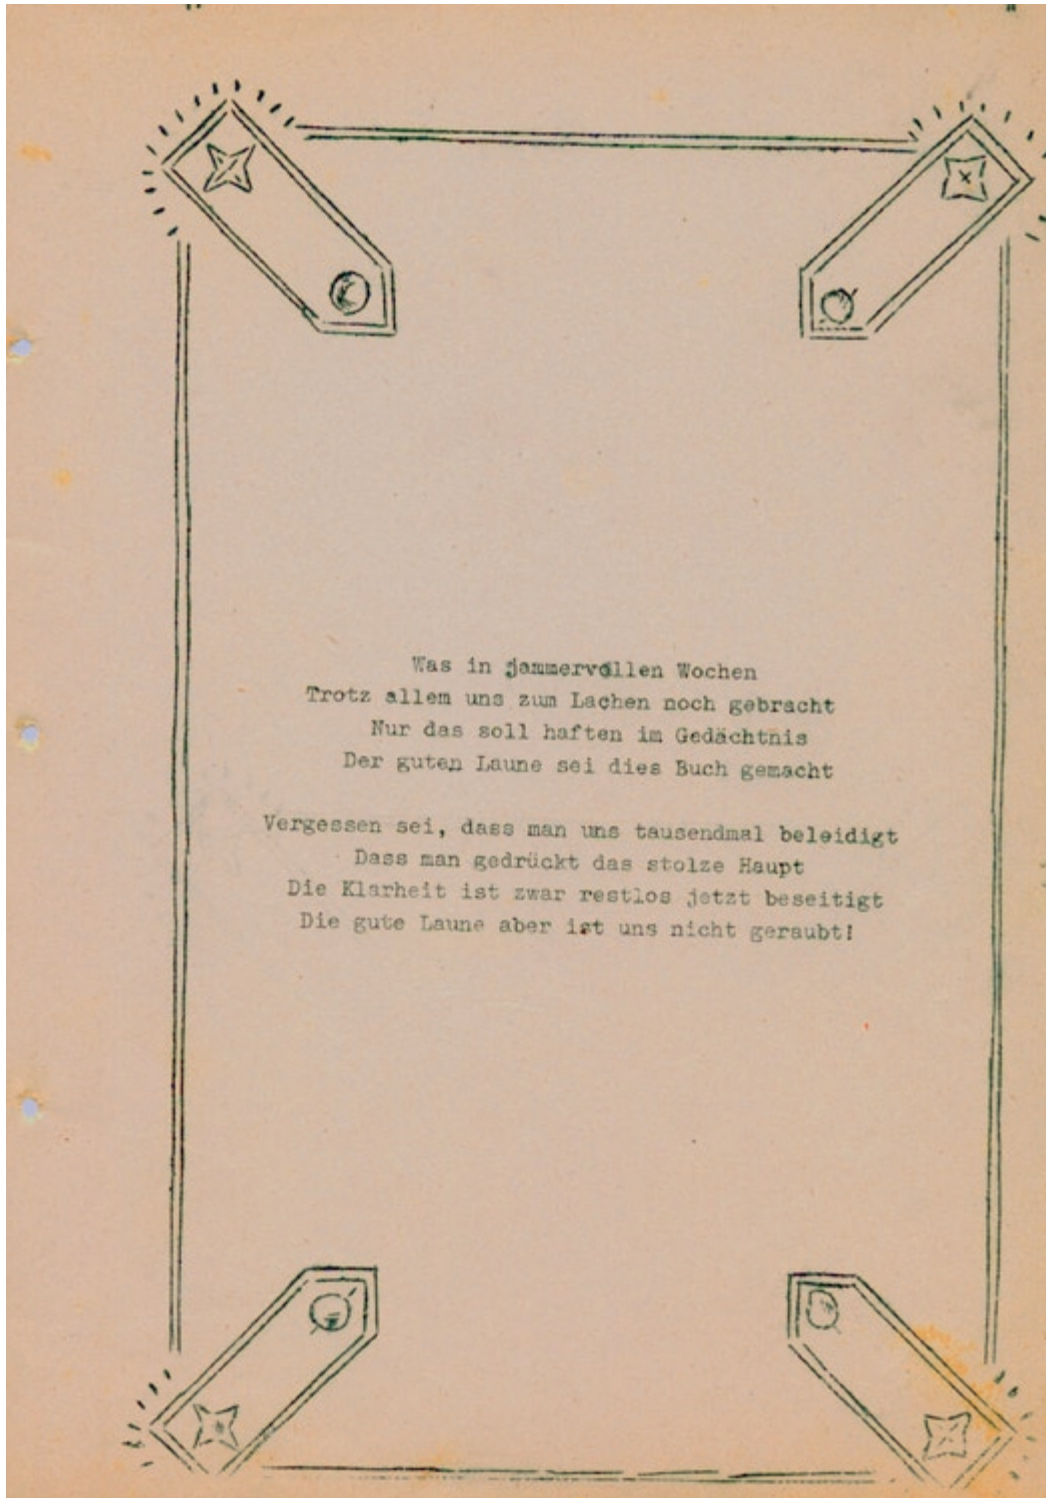 Was in jammervollen Wochen
Trotz allem uns zum Lachen noch gebracht
Nur das soll haften im Gedächtnis
Der guten Laune sei dies Buch gemacht
Vergessen sei, dass man uns tausendmal beleidigt
Dass man gedrückt das stolze Haupt
Die Klarheit ist zwar restlos jetzt beseitigt
Die gute Laune aber ist uns nicht geraubt!